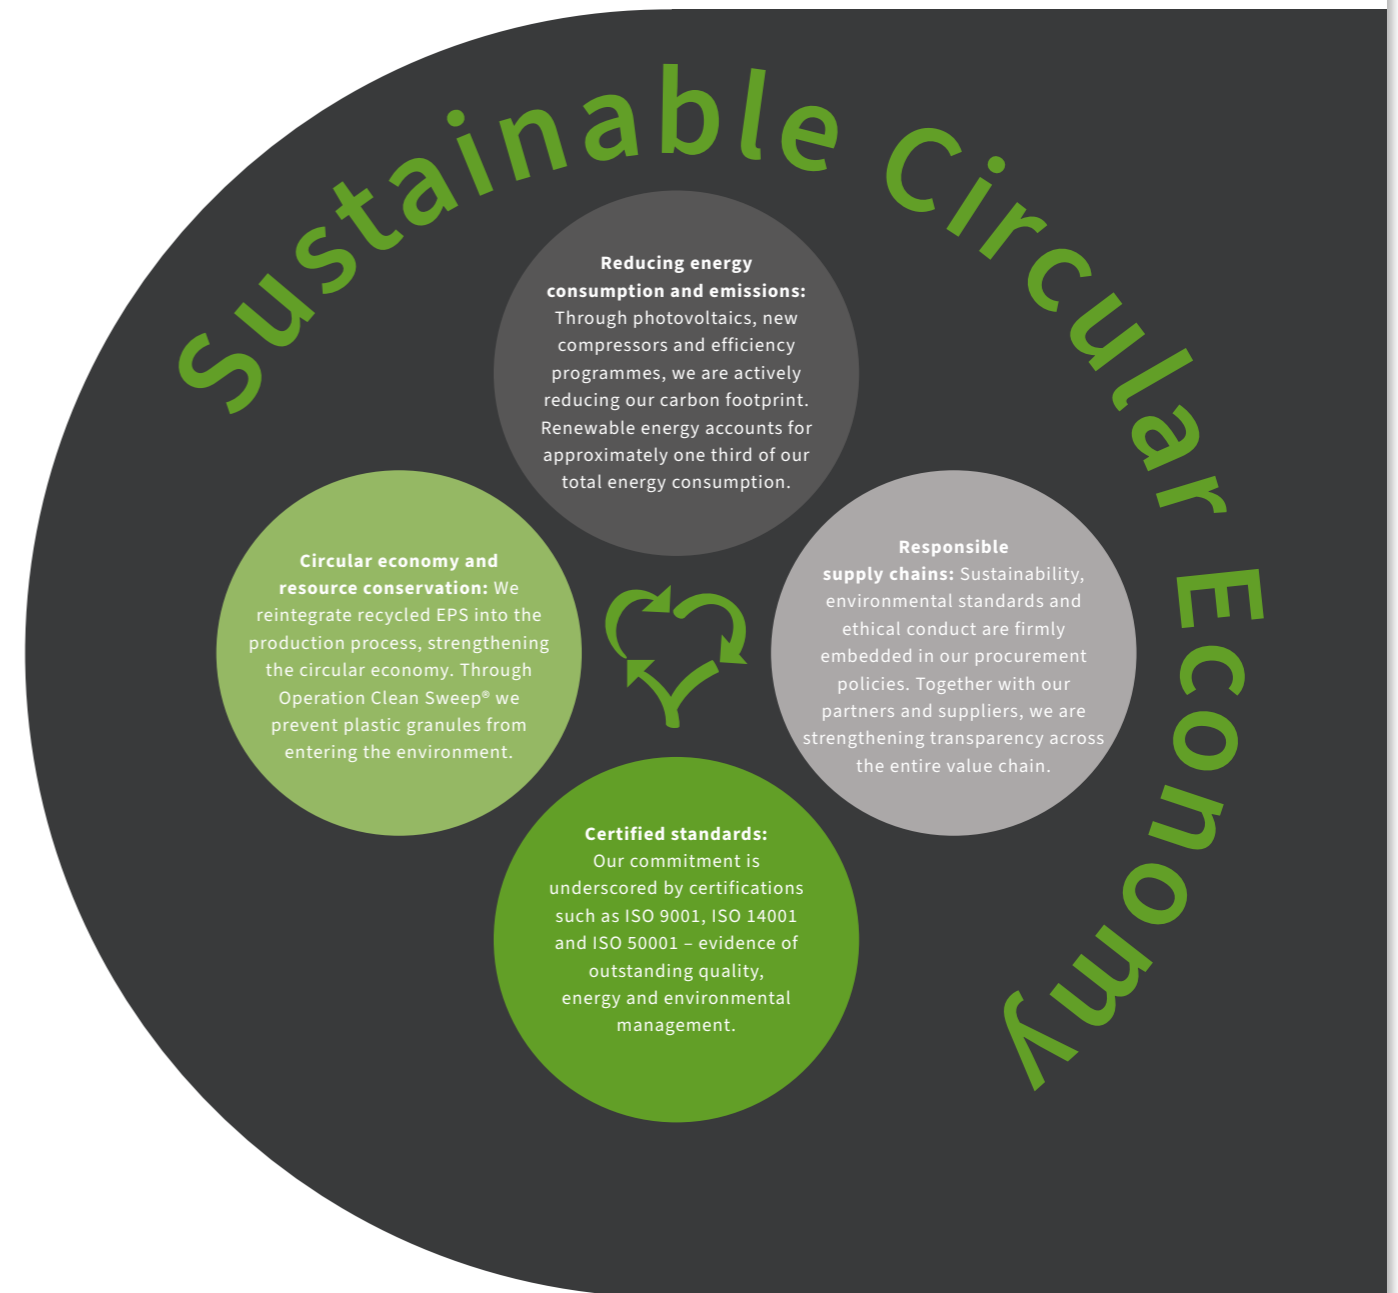 Sustainable Circular Economy
Reducing energy
consumption and emissions:
Through photovoltaics, new
compressors and efficiency
programmes, we are actively
reducing our carbon footprint.
Renewable energy accounts for
approximately one third of our
total energy consumption.
Circular economy and
resource conservation: We
reintegrate recycled EPS into the
production process, strengthening
the circular economy. Through
Operation Clean Sweep® we
prevent plastic granules from
entering the environment.
Responsible
supply chains: Sustainability,
environmental standards and
ethical conduct are firmly
embedded in our procurement
policies. Together with our
partners and suppliers, we are
strengthening transparency across
the entire value chain.
Certified standards:
Our commitment is
underscored by certifications
such as ISO 9001, ISO 14001
and ISO 50001 – evidence of
outstanding quality,
energy and environmental
management.